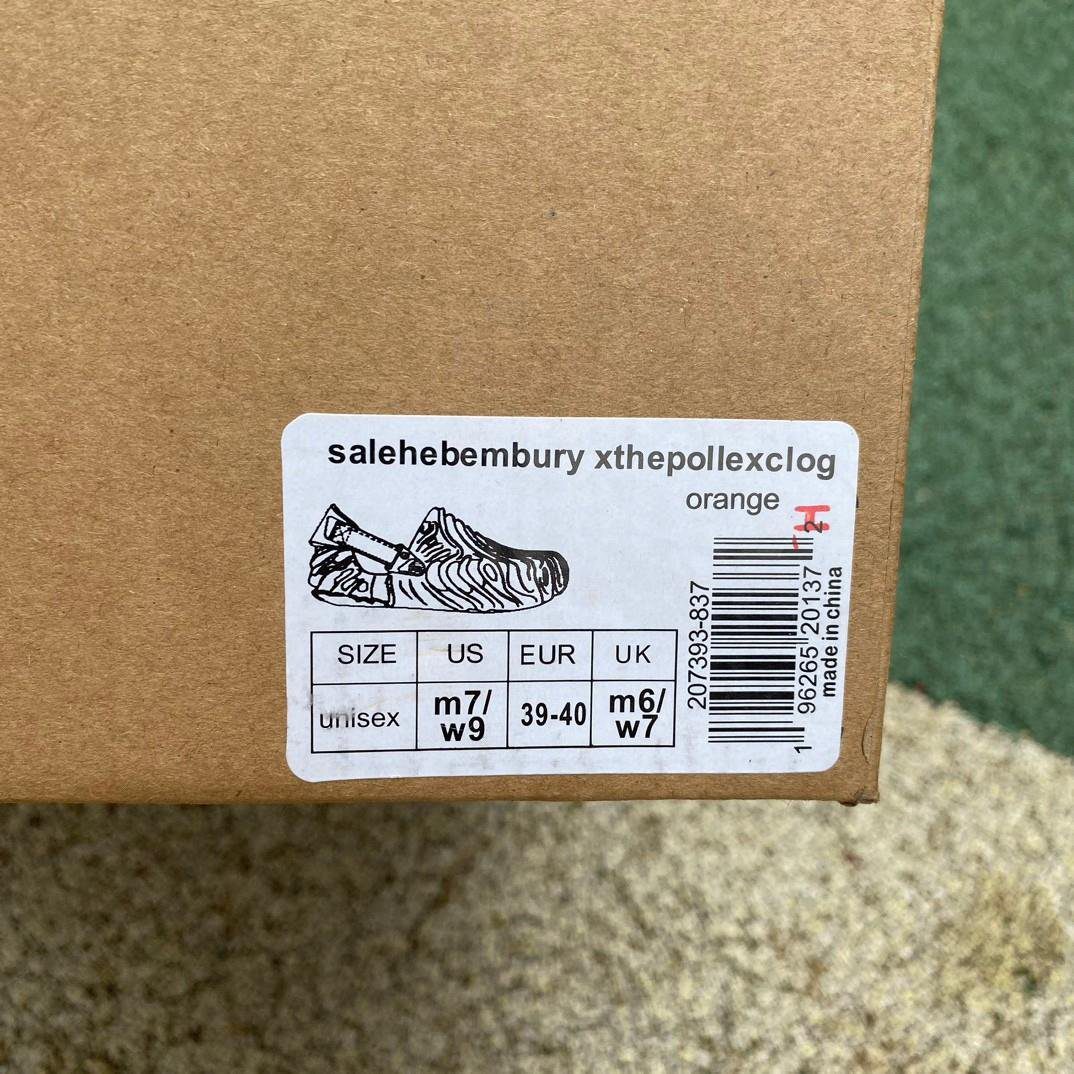 salehebembury xthepollexclog
orange
H
SIZE US EUR UK
unisex m7/w9 39-40 m6/w7
207393-837
1 96265 20137 2
made in china